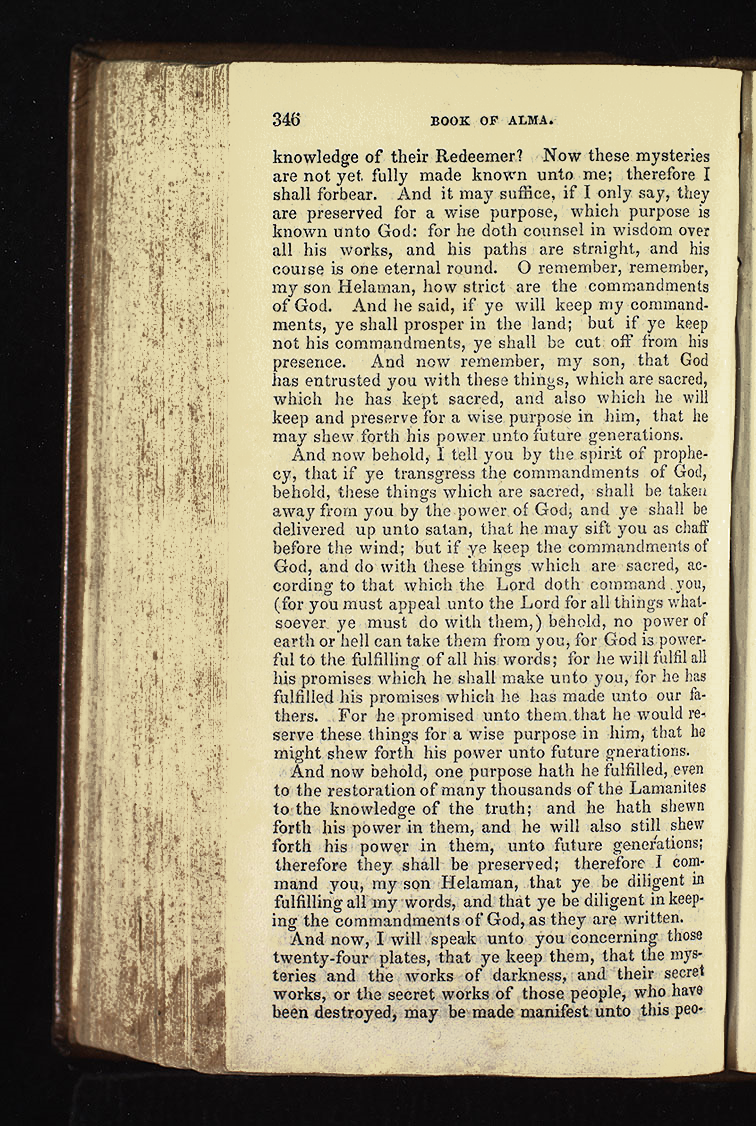 346 BOOK OF ALMA.
knowledge of their Redeemer? Now these mysteries
are not yet fully made known unto me; therefore I
shall forbear. And it may suffice, if I only say, they
are preserved for a wise purpose, which purpose is
known unto God: for he doth counsel in wisdom over
all his works, and his paths are straight, and his
course is one eternal round. O remember, remember,
my son Helaman, how strict are the commandments
of God. And he said, if ye will keep my command-
ments, ye shall prosper in the land; but if ye keep
not his commandments, ye shall be cut off from his
presence. And now remember, my son, that God
has entrusted you with these things, which are sacred,
which he has kept sacred, and also which he will
keep and preserve for a wise purpose in him, that he
may shew forth his power unto future generations.
And now behold, I tell you by the spirit of prophe-
cy, that if ye transgress the commandments of God,
behold, these things which are sacred, shall be taken
away from you by the power of God, and ye shall be
delivered up unto satan, that he may sift you as chaff
before the wind; but if ye keep the commandments of
God, and do with these things which are sacred, ac-
cording to that which the Lord doth command you,
(for you must appeal unto the Lord for all things what-
soever ye must do with them,) behold, no power of
earth or hell can take them from you, for God is power-
ful to the fulfilling of all his words; for he will fulfil all
his promises which he shall make unto you, for he has
fulfilled his promises which he has made unto our fa-
thers. For he promised unto them that he would re-
serve these things for a wise purpose in him, that he
might shew forth his power unto future gnerations.
And now behold, one purpose hath he fulfilled, even
to the restoration of many thousands of the Lamanites
to the knowledge of the truth; and he hath shewn
forth his power in them, and he will also still shew
forth his power in them, unto future generations;
therefore they shall be preserved; therefore I com-
mand you, my son Helaman, that ye be diligent in
fulfilling all my words, and that ye be diligent in keep-
ing the commandments of God, as they are written.
And now, I will speak unto you concerning those
twenty-four plates, that ye keep them, that the mys-
teries and the works of darkness, and their secret
works, or the secret works of those people, who have
been destroyed, may be made manifest unto this peo-